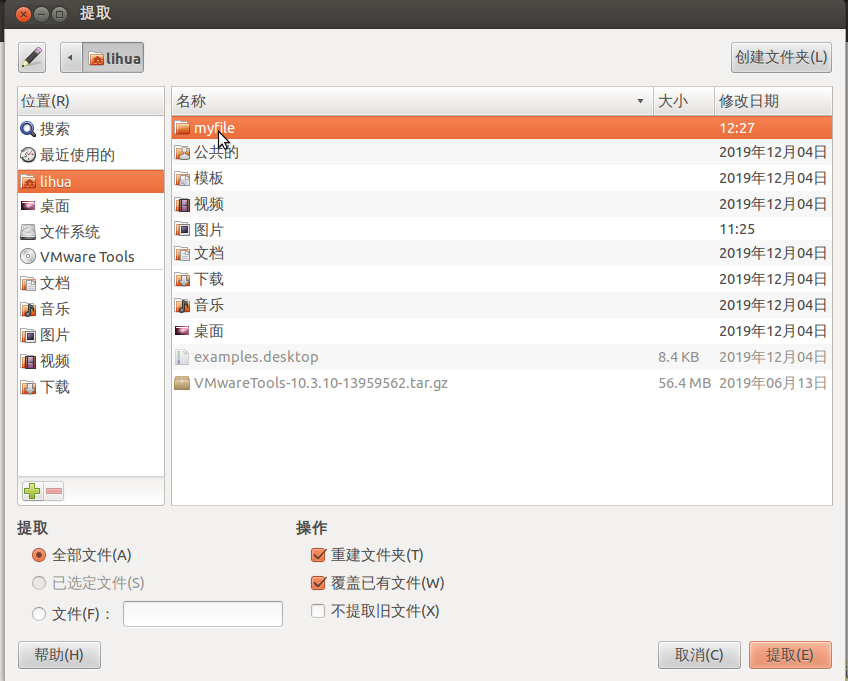 提取
lihua
创建文件夹(L)
位置(R)
搜索
最近使用的
lihua
桌面
文件系统
VMware Tools
文档
音乐
图片
视频
下载
名称 大小 修改日期
myfile 12:27
公共的 2019年12月04日
模板 2019年12月04日
视频 2019年12月04日
图片 11:25
文档 2019年12月04日
下载 2019年12月04日
音乐 2019年12月04日
桌面 2019年12月04日
examples.desktop 8.4 KB 2019年12月04日
VMwareTools-10.3.10-13959562.tar.gz 56.4 MB 2019年06月13日
提取
全部文件(A)
已选定文件(S)
文件(F)：
操作
重建文件夹(T)
覆盖已有文件(W)
不提取旧文件(X)
帮助(H)
取消(C)
提取(E)